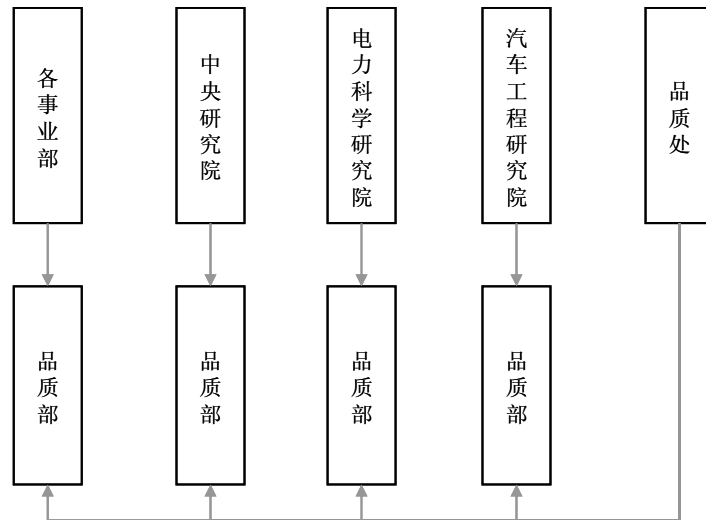 各事业部
中央研究院
电力科学研究院
汽车工程研究院
品质处
品质部
品质部
品质部
品质部